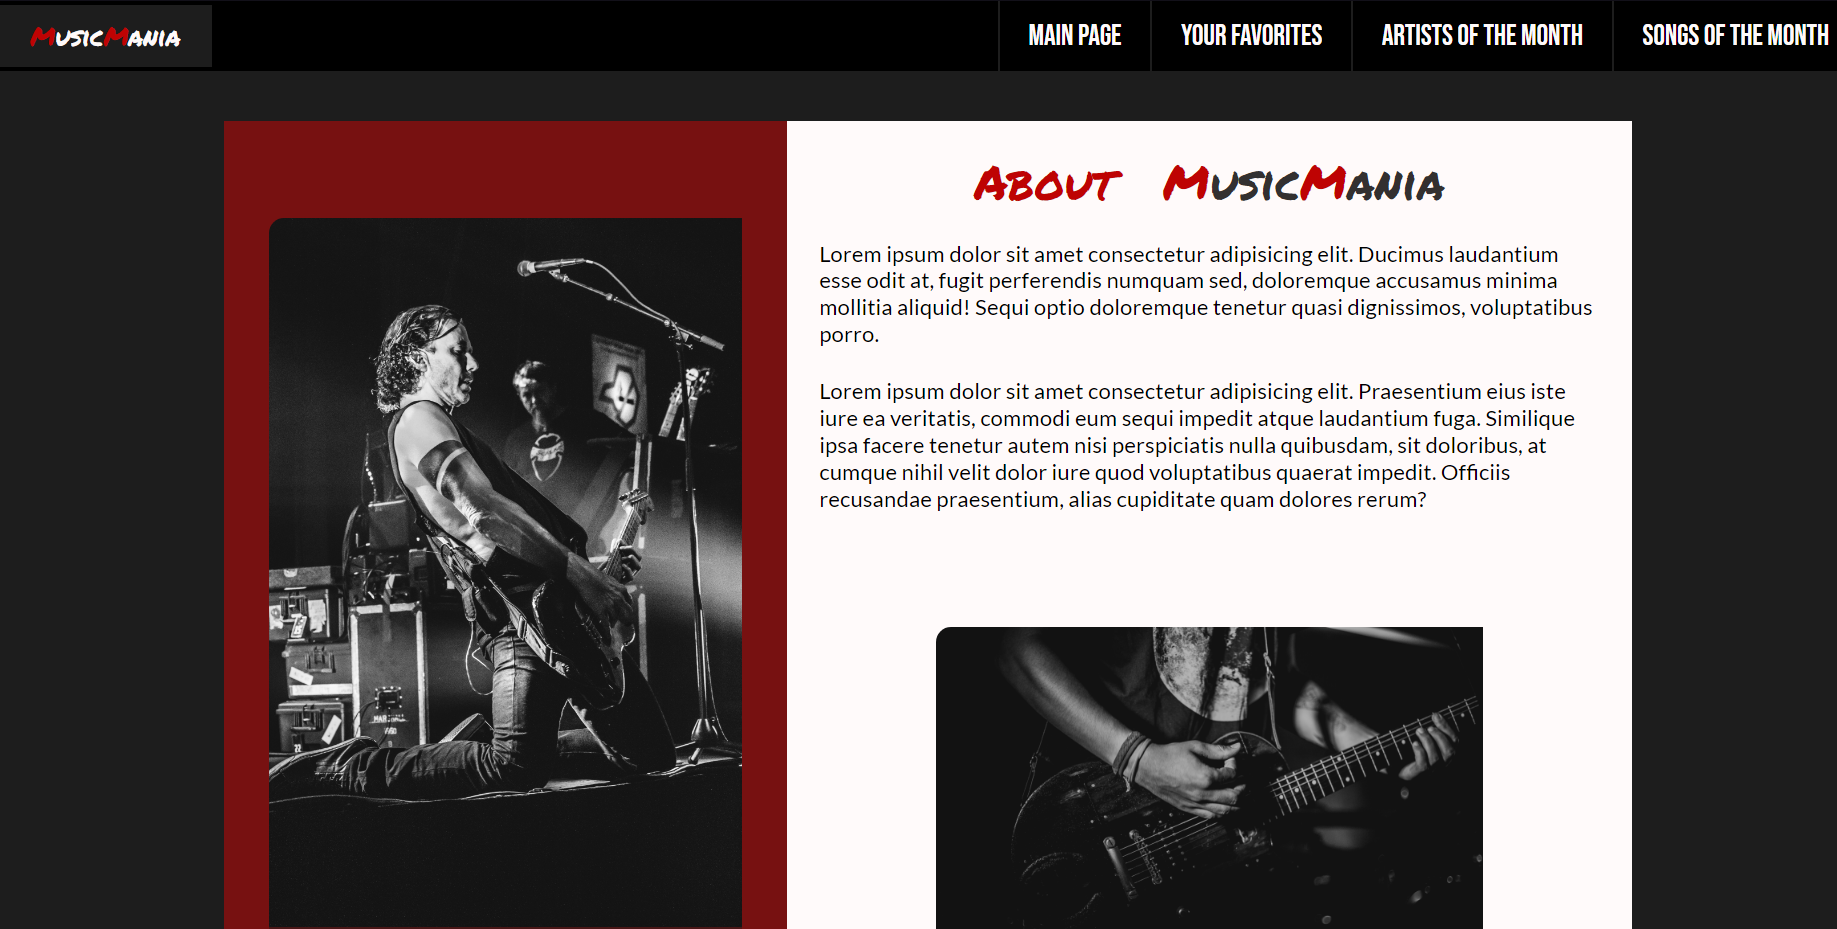 MusicMania
MAIN PAGE
YOUR FAVORITES
ARTISTS OF THE MONTH
SONGS OF THE MONTH
About MusicMania
Lorem ipsum dolor sit amet consectetur adipisicing elit. Ducimus laudantium
esse odit at, fugit perferendis numquam sed, doloremque accusamus minima
mollitia aliquid! Sequi optio doloremque tenetur quasi dignissimos, voluptatibus
porro.
Lorem ipsum dolor sit amet consectetur adipisicing elit. Praesentium eius iste
iure ea veritatis, commodi eum sequi impedit atque laudantium fuga. Similique
ipsa facere tenetur autem nisi perspiciatis nulla quibusdam, sit doloribus, at
cumque nihil velit dolor iure quod voluptatibus quaerat impedit. Officiis
recusandae praesentium, alias cupiditate quam dolores rerum?